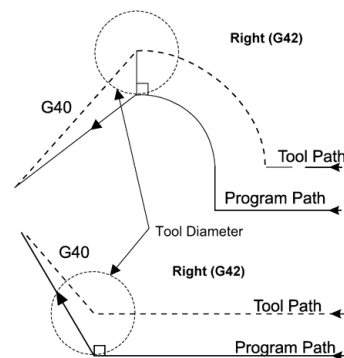 Right (G42)
G40
Tool Path
Program Path
Tool Diameter
G40
Right (G42)
Tool Path
Program Path